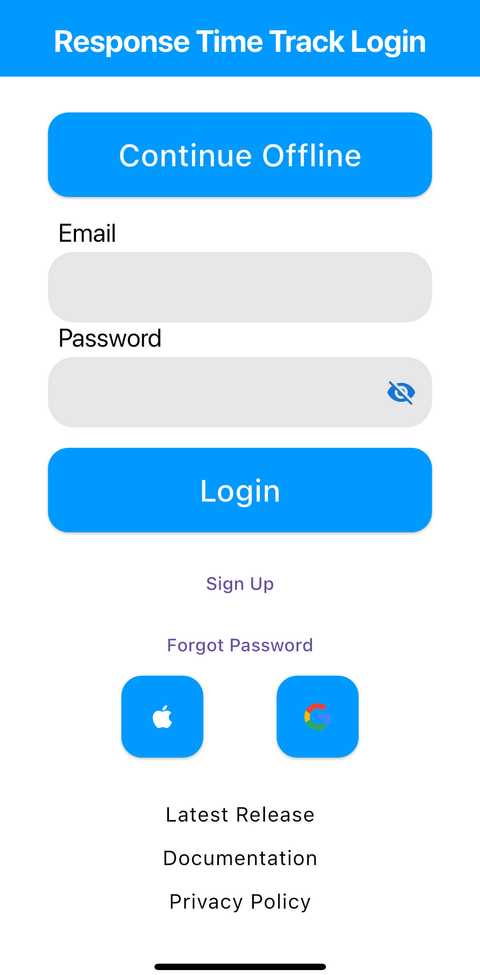 Response Time Track Login
Continue Offline
Email
Password
Login
Sign Up
Forgot Password
Latest Release
Documentation
Privacy Policy